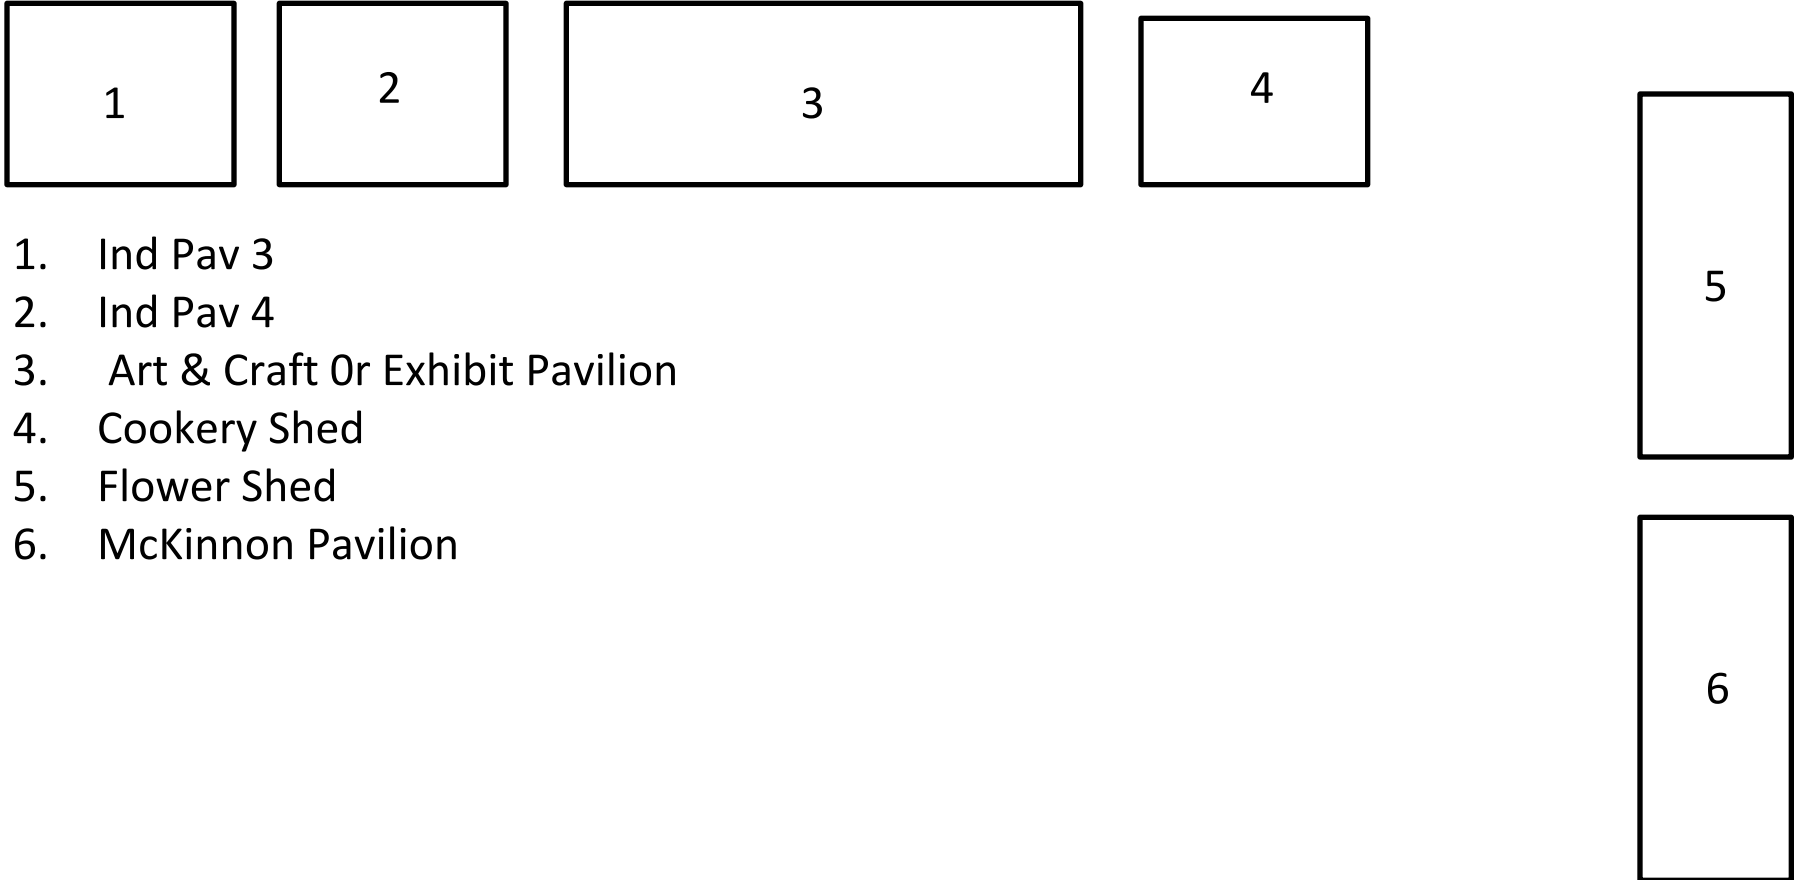 1
2
3
4
5
6
1. Ind Pav 3
2. Ind Pav 4
3. Art & Craft 0r Exhibit Pavilion
4. Cookery Shed
5. Flower Shed
6. McKinnon Pavilion